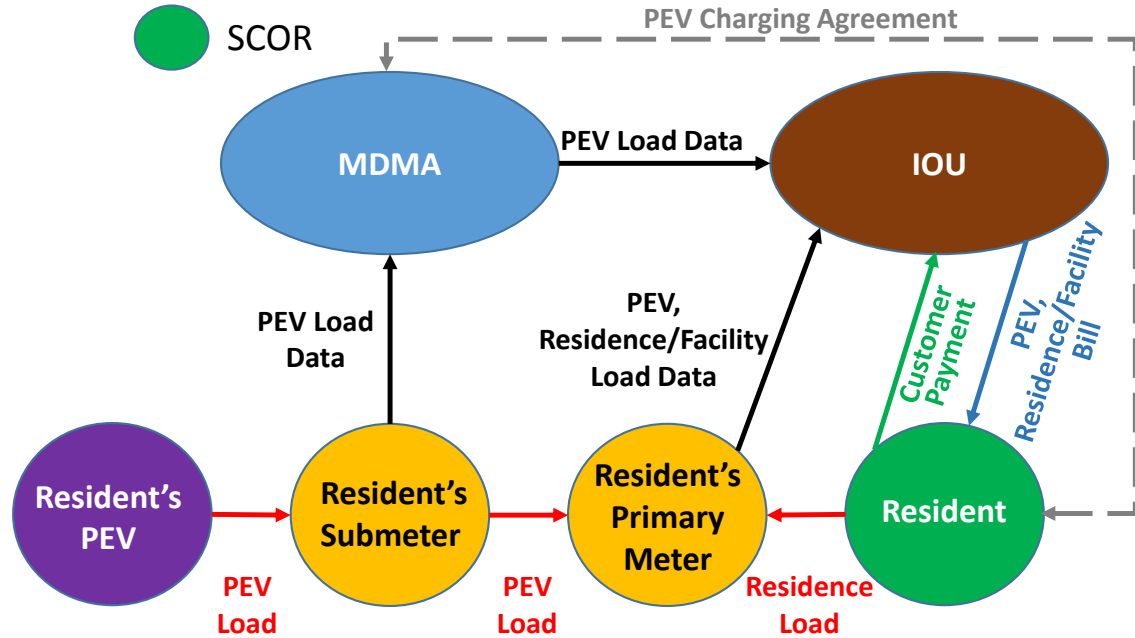 PEV Charging Agreement
SCOR
MDMA
PEV Load Data
IOU
PEV Load
Data
PEV,
Residence/Facility
Load Data
Customer
Payment
PEV,
Residence/Facility
Bill
Resident’s
PEV
Resident’s
Submeter
Resident’s
Primary
Meter
Resident
PEV
Load
PEV
Load
Residence
Load